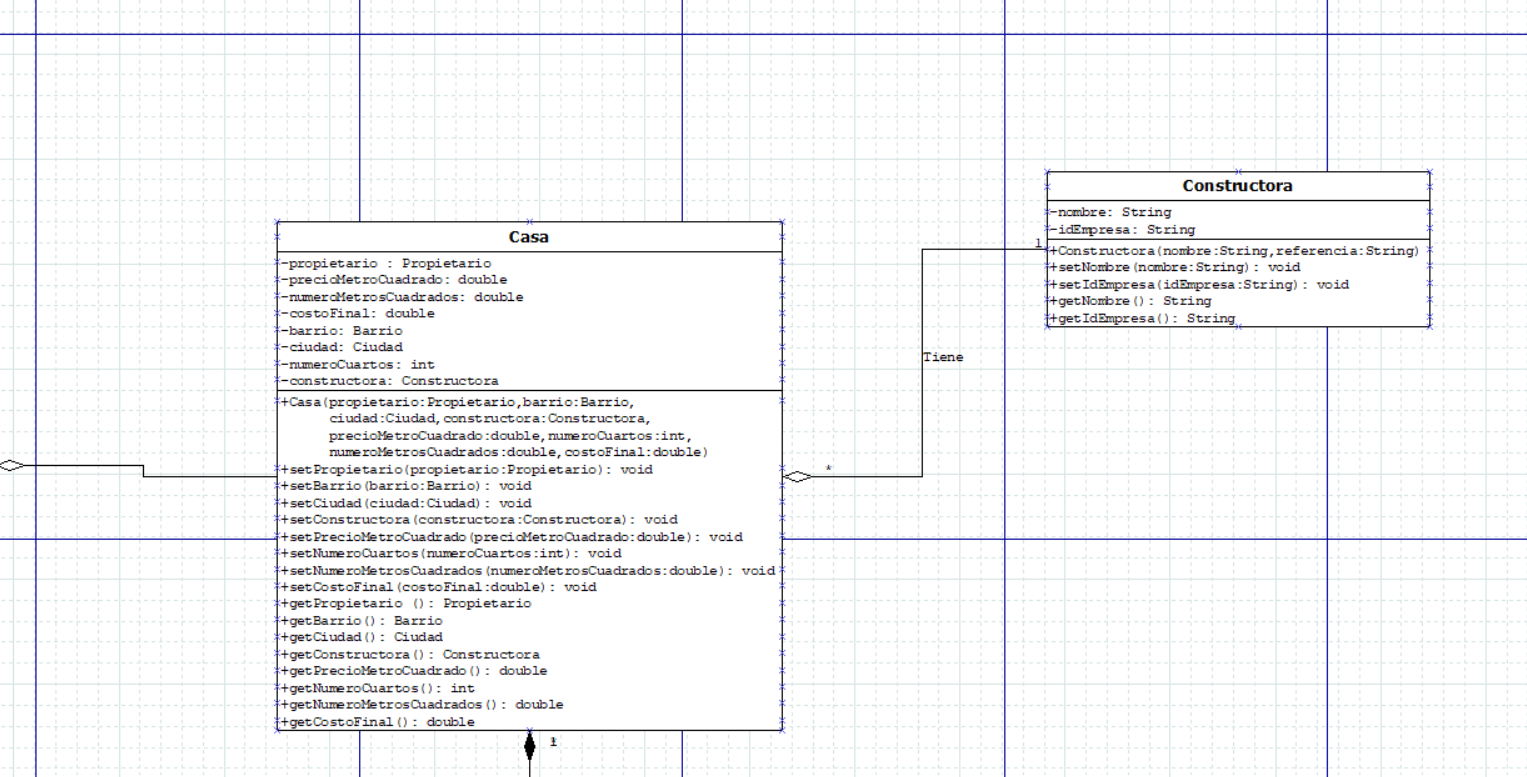 Casa
-propietario : Propietario
-precioMetroCuadrado: double
-numeroMetrosCuadrados: double
-costoFinal: double
-barrio: Barrio
-ciudad: Ciudad
-numeroCuartos: int
-constructora: Constructora
+Casa(propietario:Propietario,barrio:Barrio,
ciudad:Ciudad,constructora:Constructora,
precioMetroCuadrado:double,numeroCuartos:int,
numeroMetrosCuadrados:double,costoFinal:double)
+setPropietario(propietario:Propietario): void
+setBarrio(barrio:Barrio): void
+setCiudad(ciudad:Ciudad): void
+setConstructora(constructora:Constructora): void
+setPrecioMetroCuadrado(precioMetroCuadrado:double): void
+setNumeroCuartos(numeroCuartos:int): void
+setNumeroMetrosCuadrados(numeroMetrosCuadrados:double): void
+setCostoFinal(costoFinal:double): void
+getPropietario (): Propietario
+getBarrio(): Barrio
+getCiudad(): Ciudad
+getConstructora(): Constructora
+getPrecioMetroCuadrado(): double
+getNumeroCuartos(): int
+getNumeroMetrosCuadrados(): double
+getCostoFinal(): double
*
Tiene
1
Constructora
-nombre: String
-idEmpresa: String
+Constructora(nombre:String,referencia:String)
+setNombre(nombre:String): void
+setIdEmpresa(idEmpresa:String): void
+getNombre(): String
+getIdEmpresa(): String